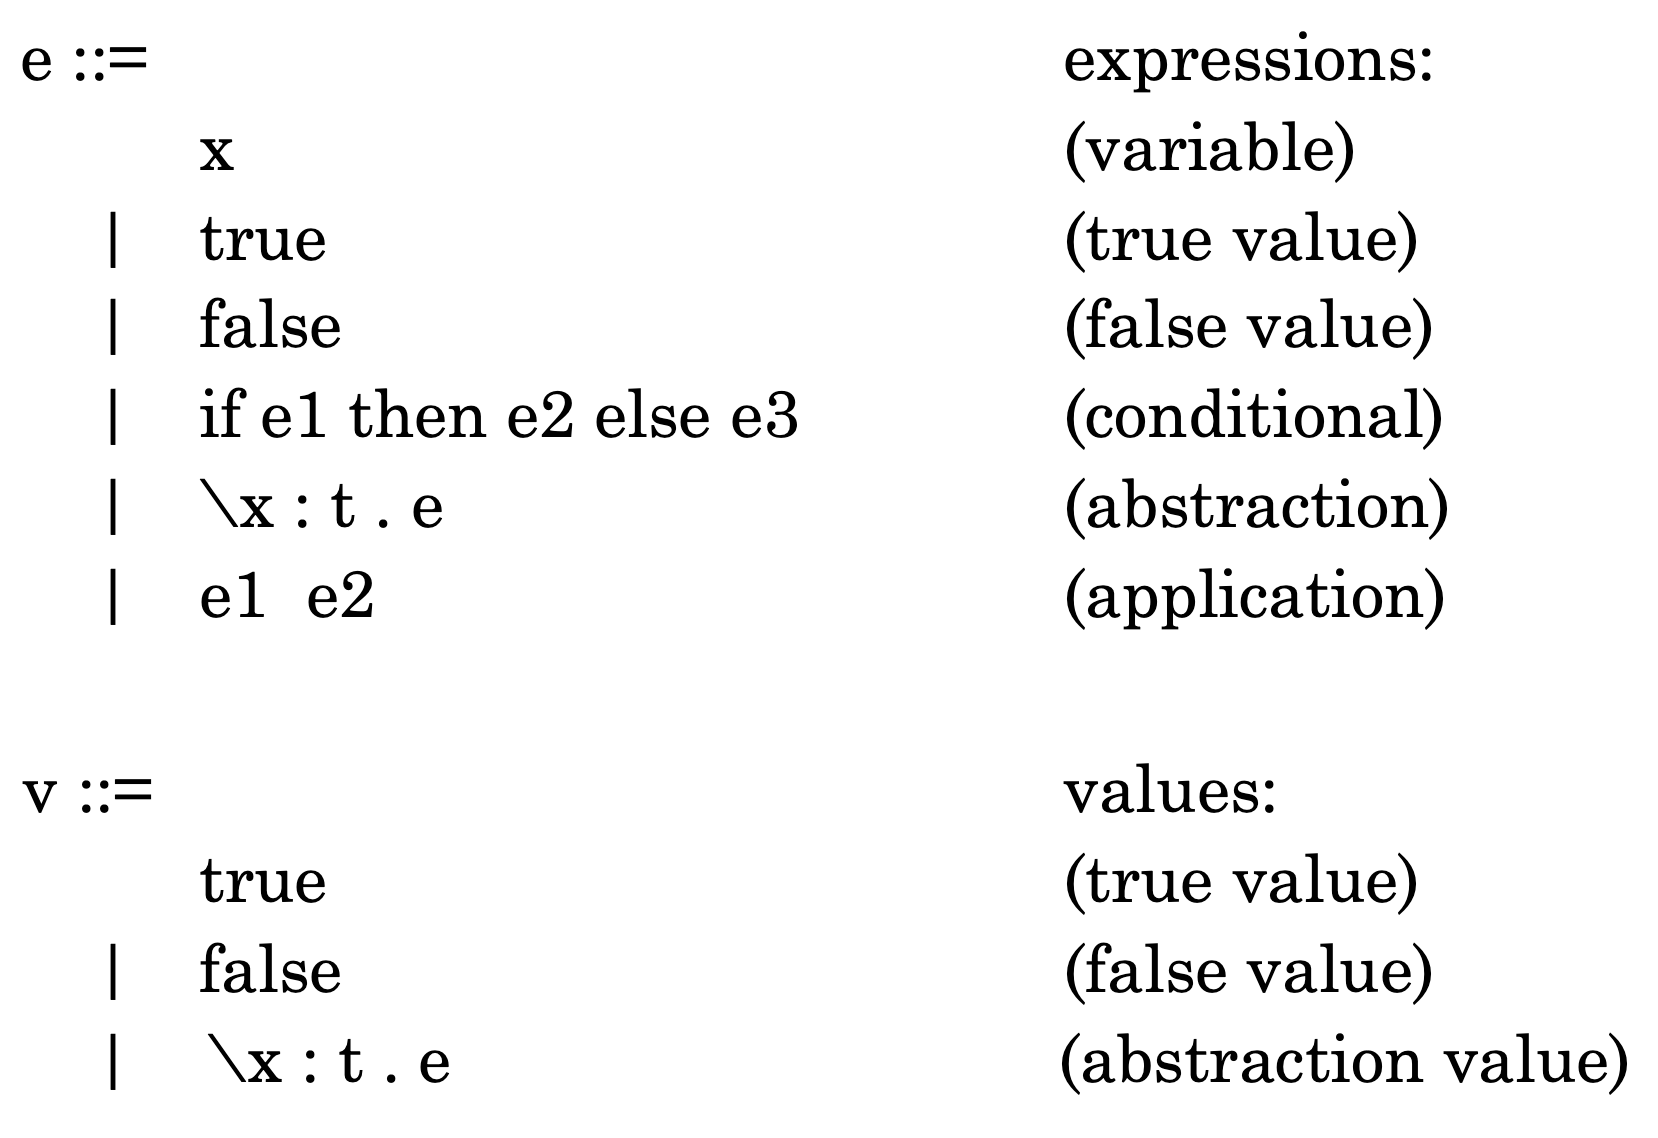 e ::= expressions:
x (variable)
| true (true value)
| false (false value)
| if e1 then e2 else e3 (conditional)
| \x : t . e (abstraction)
| e1 e2 (application)
v ::= values:
true (true value)
| false (false value)
| \x : t . e (abstraction value)